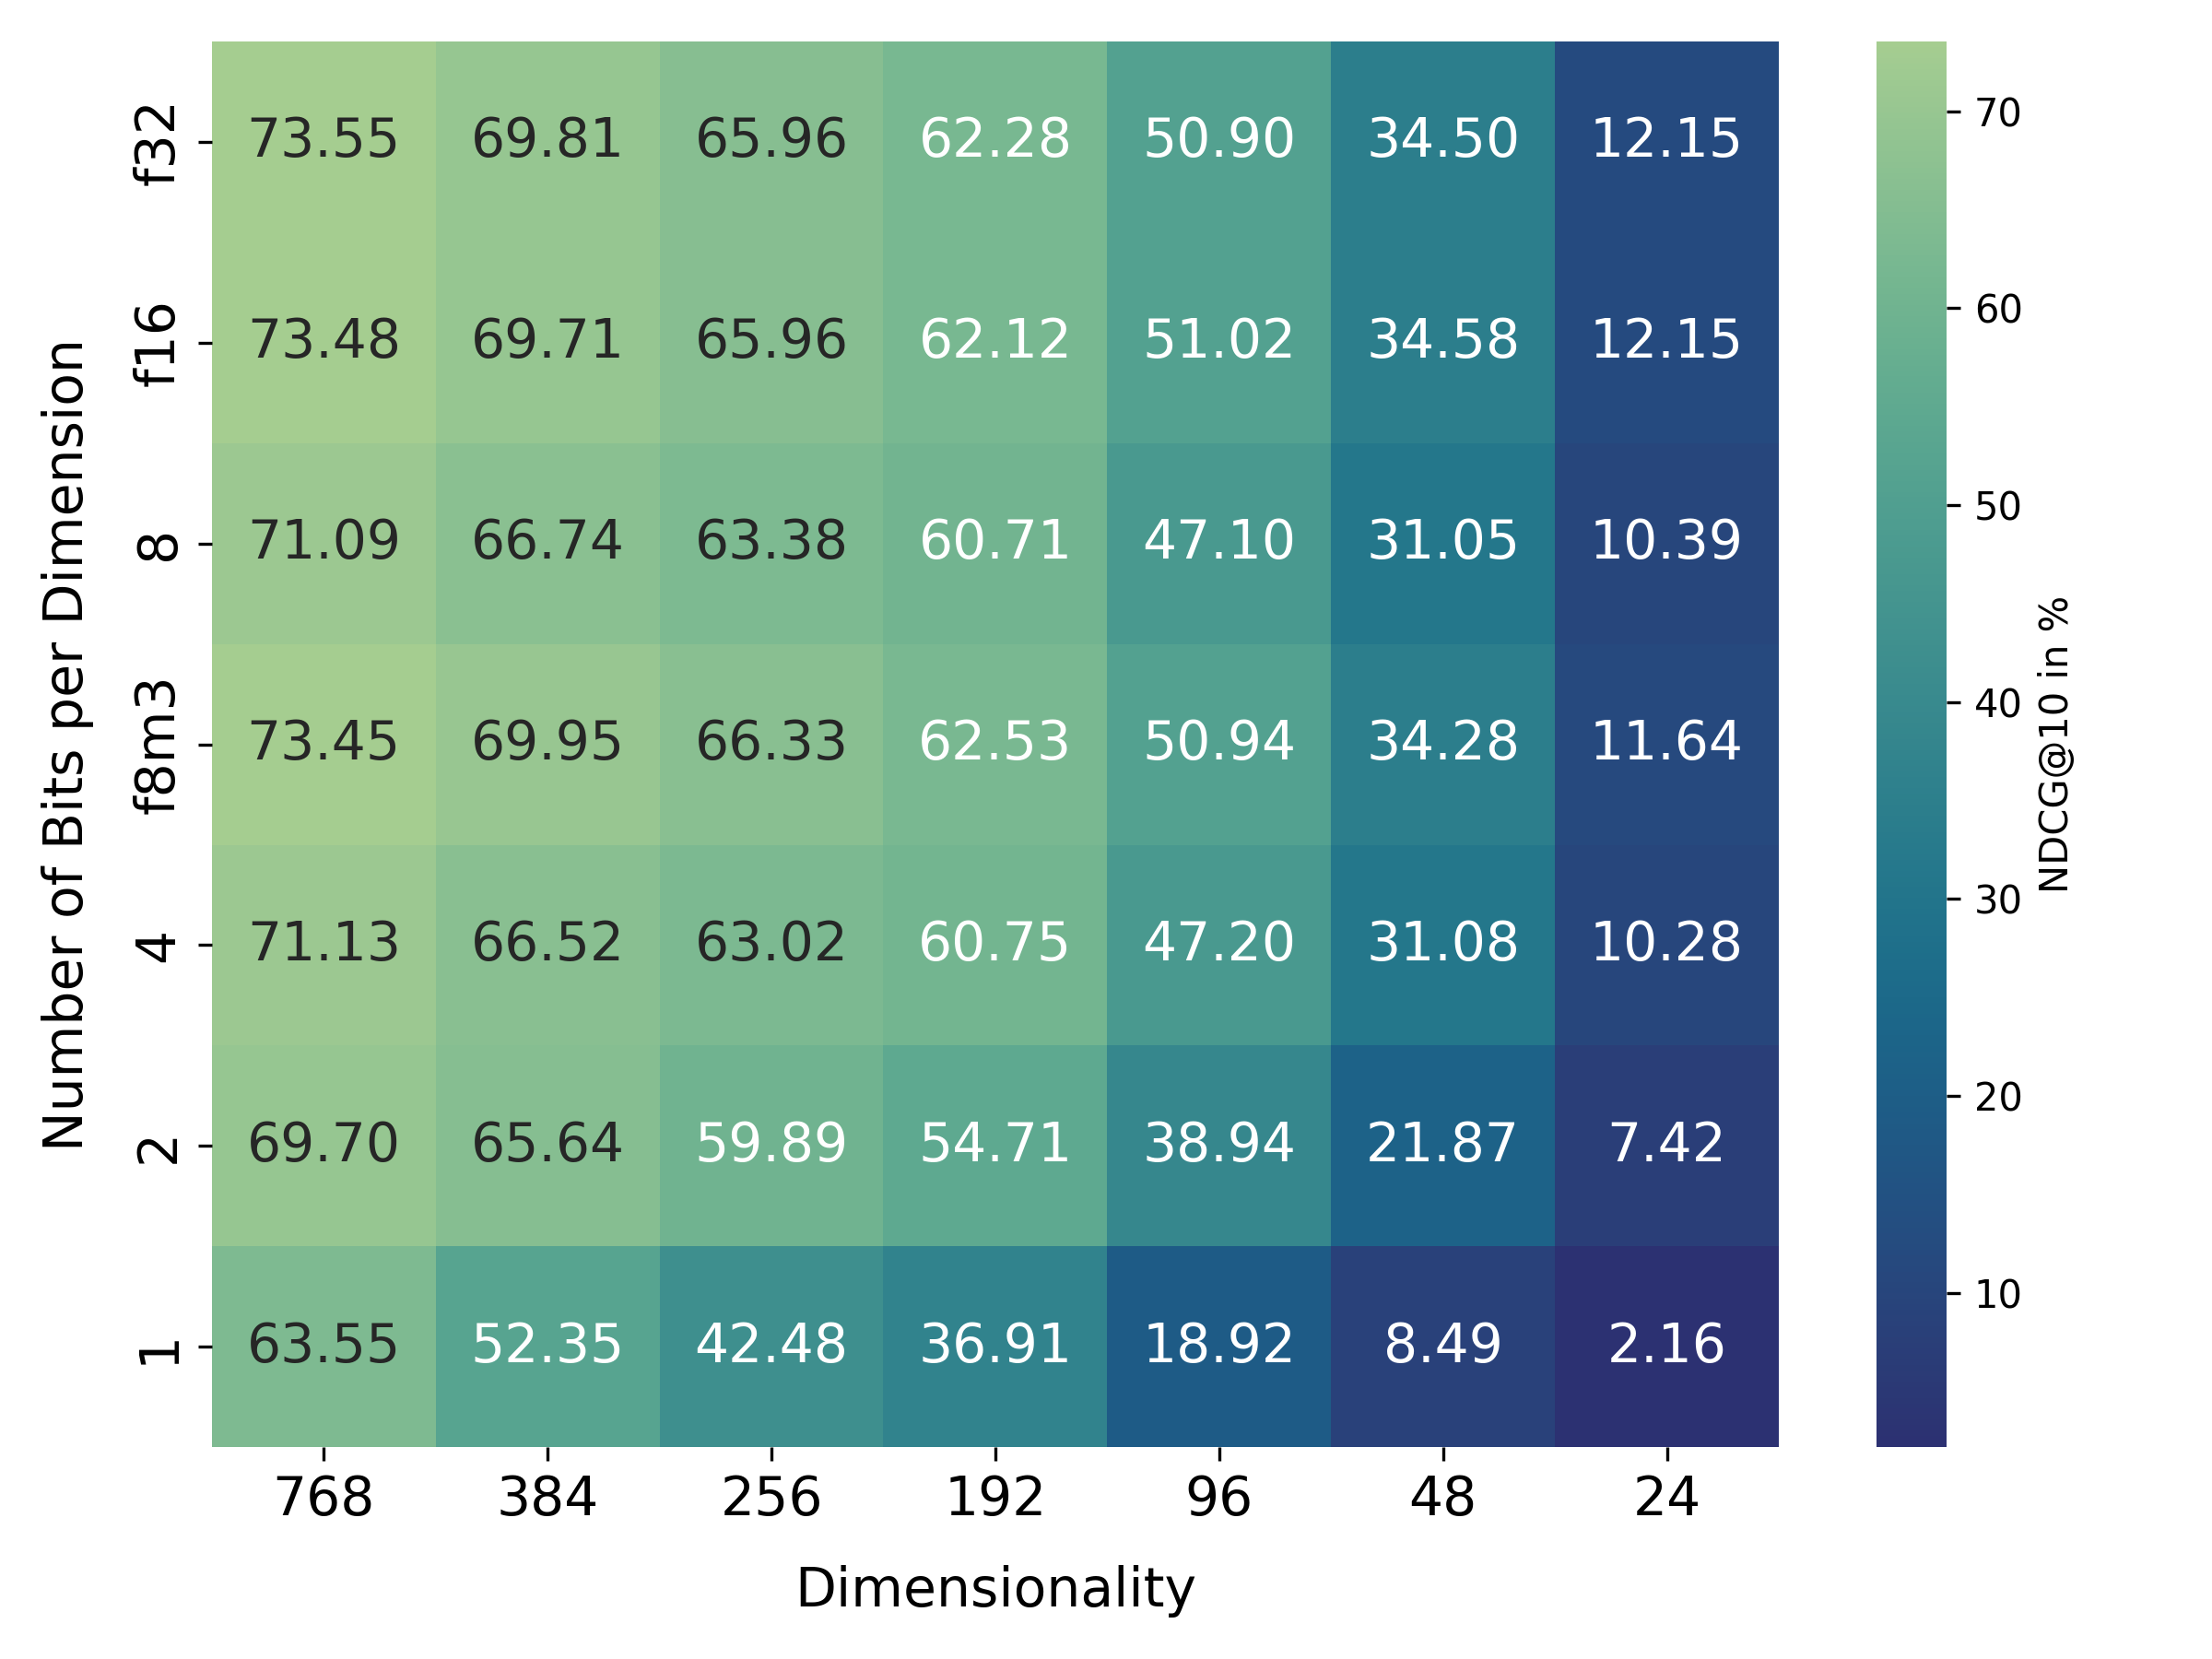 Number of Bits per Dimension
f32 73.55 69.81 65.96 62.28 50.90 34.50 12.15
f16 73.48 69.71 65.96 62.12 51.02 34.58 12.15
8 71.09 66.74 63.38 60.71 47.10 31.05 10.39
f8m3 73.45 69.95 66.33 62.53 50.94 34.28 11.64
4 71.13 66.52 63.02 60.75 47.20 31.08 10.28
2 69.70 65.64 59.89 54.71 38.94 21.87 7.42
1 63.55 52.35 42.48 36.91 18.92 8.49 2.16
768 384 256 192 96 48 24
Dimensionality
70
60
50
40
30
20
10
NDCG@10 in %